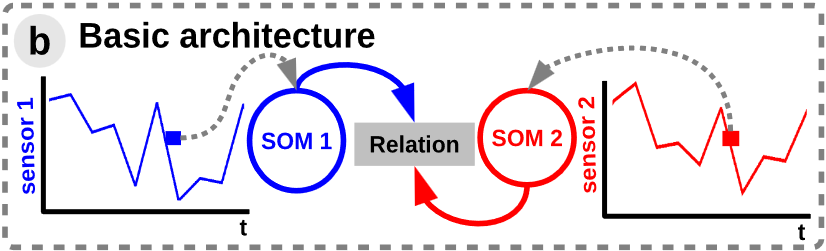 b Basic architecture
sensor 1
SOM 1
Relation
SOM 2
sensor 2
t
t